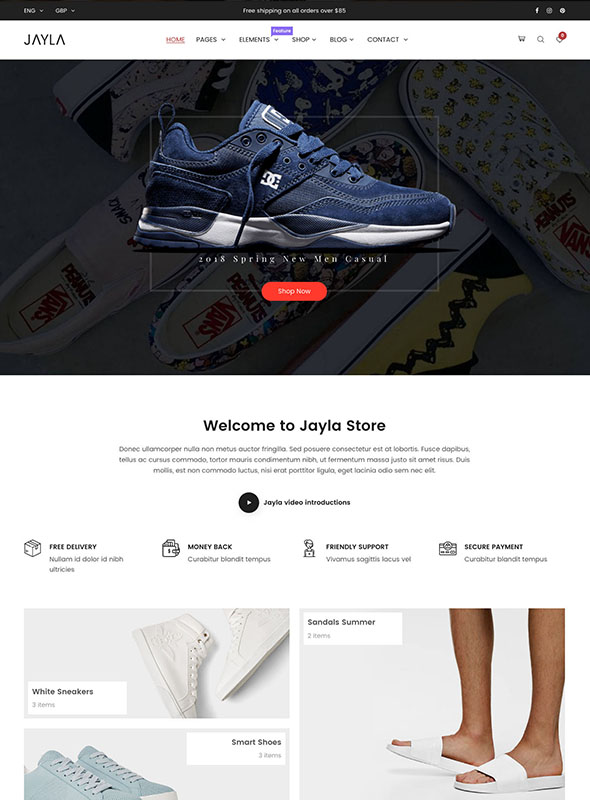 ENG GBP Free shipping on all orders over $85
Feature
JAYLA HOME PAGES ELEMENTS SHOP BLOG CONTACT 0
PEANUTS
VANS
2018 Spring New Men Casual
Shop Now
Welcome to Jayla Store
Donec ullamcorper nulla non metus auctor fringilla. Sed posuere consectetur est at lobortis. Fusce dapibus,
tellus ac cursus commodo, tortor mauris condimentum nibh, ut fermentum massa justo sit amet risus. Duis
mollis, est non commodo luctus, nisi erat porttitor ligula, eget lacinia odio sem nec elit.
Jayla video introductions
FREE DELIVERY
Nullam id dolor id nibh
ultricies
MONEY BACK
Curabitur blandit tempus
FRIENDLY SUPPORT
Vivamus sagittis lacus vel
SECURE PAYMENT
Curabitur blandit tempus
Sandals Summer
2 items
White Sneakers
3 items
Smart Shoes
3 items